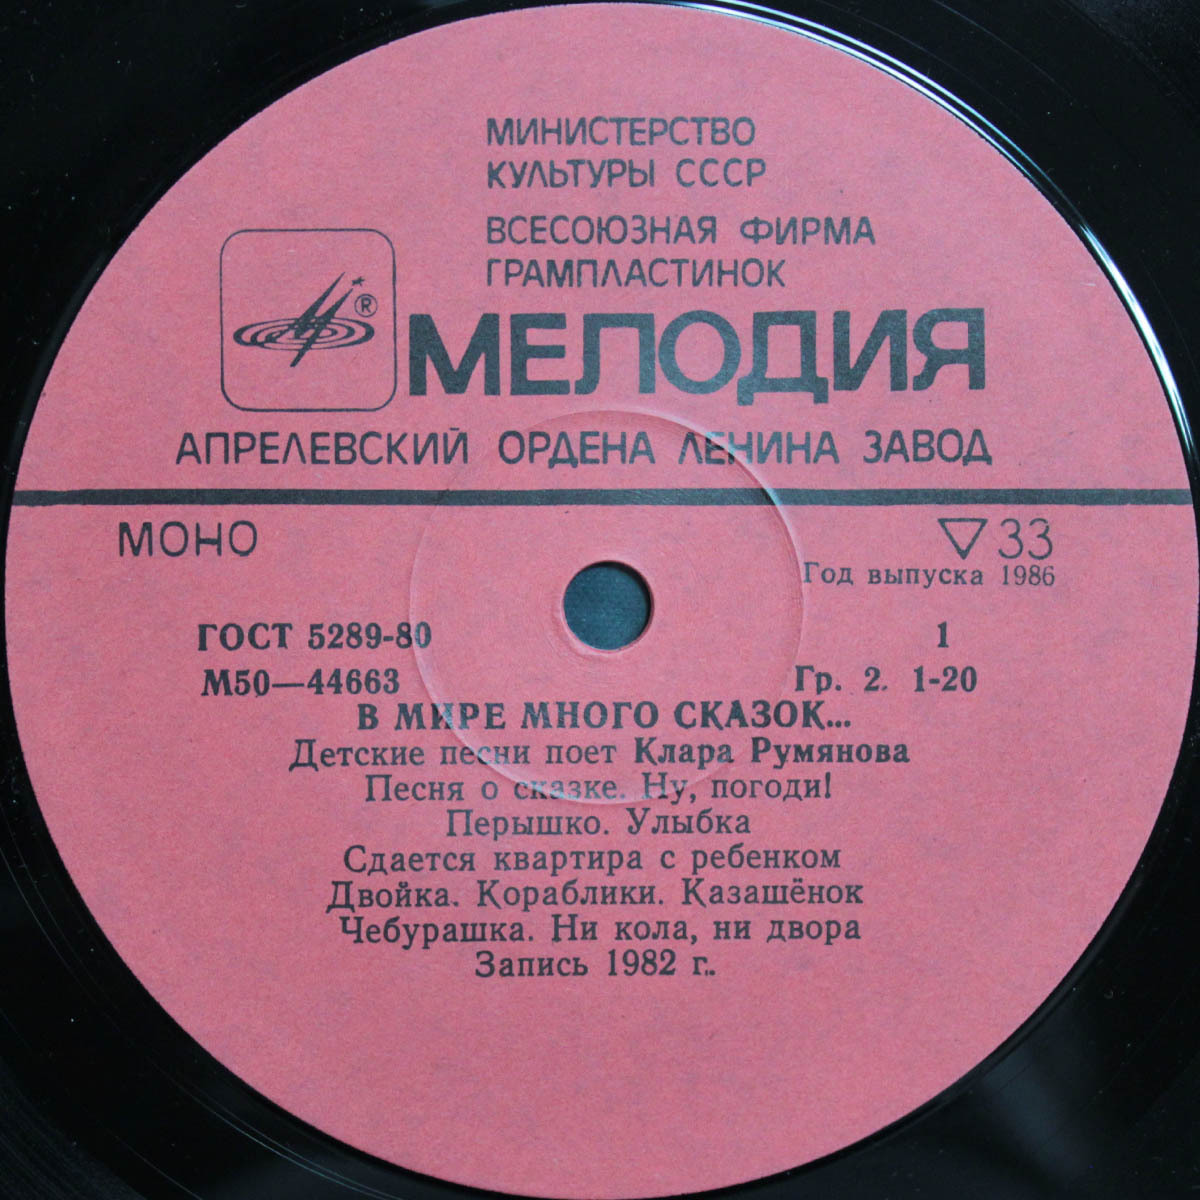 МИНИСТЕРСТВО
КУЛЬТУРЫ СССР
ВСЕСОЮЗНАЯ ФИРМА
ГРАМПЛАСТИНОК
®
МЕЛОДИЯ
АПРЕЛЕВСКИЙ ОРДЕНА ЛЕНИНА ЗАВОД
МОНО ▽ 33
Год выпуска 1986
ГОСТ 5289-80 1
М50—44663 Гр. 2. 1-20
В МИРЕ МНОГО СКАЗОК...
Детские песни поет Клара Румянова
Песня о сказке. Ну, погоди!
Перышко. Улыбка
Сдается квартира с ребенком
Двойка. Кораблики. Казашёнок
Чебурашка. Ни кола, ни двора
Запись 1982 г..